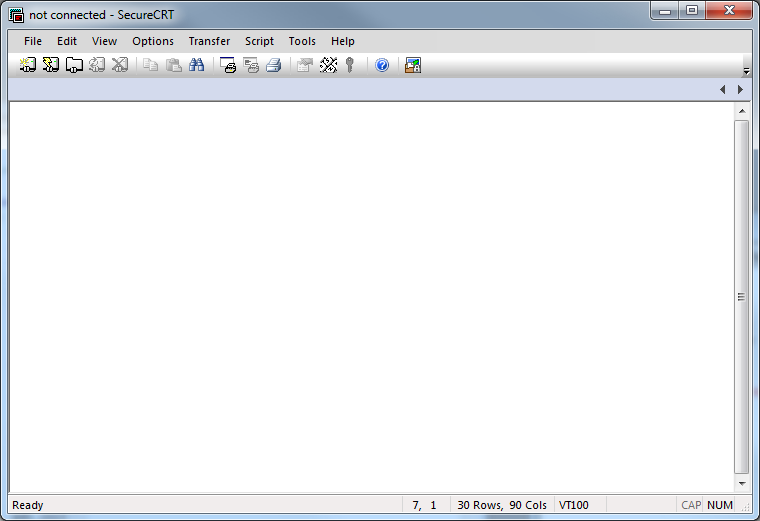 not connected - SecureCRT
File Edit View Options Transfer Script Tools Help
Ready 7, 1 30 Rows, 90 Cols VT100 CAP NUM